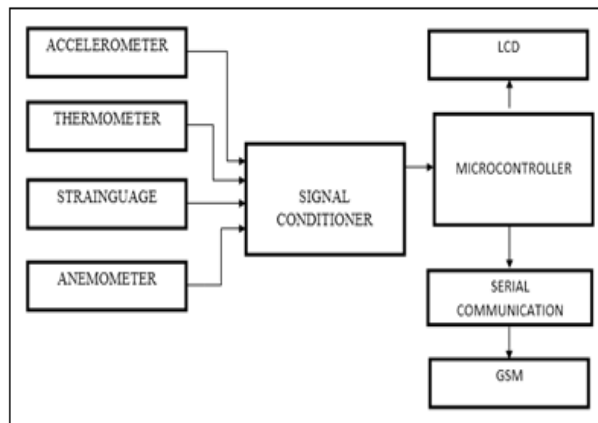 ACCELEROMETER
THERMOMETER
STRAINGUAGE
ANEMOMETER
SIGNAL
CONDITIONER
LCD
MICROCONTROLLER
SERIAL
COMMUNICATION
GSM